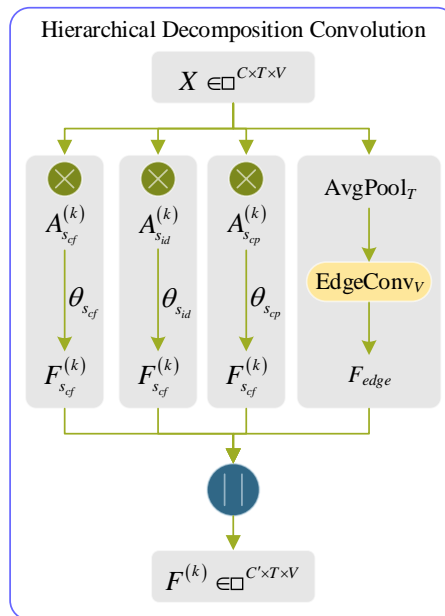 Hierarchical Decomposition Convolution
X ∈ □^{C×T×V}
A_{s_{cf}}^{(k)} A_{s_{id}}^{(k)} A_{s_{cp}}^{(k)} AvgPool_T
θ_{s_{cf}} θ_{s_{id}} θ_{s_{cp}} EdgeConv_V
F_{s_{cf}}^{(k)} F_{s_{cf}}^{(k)} F_{s_{cf}}^{(k)} F_{edge}
||
F^{(k)} ∈ □^{C'×T×V}